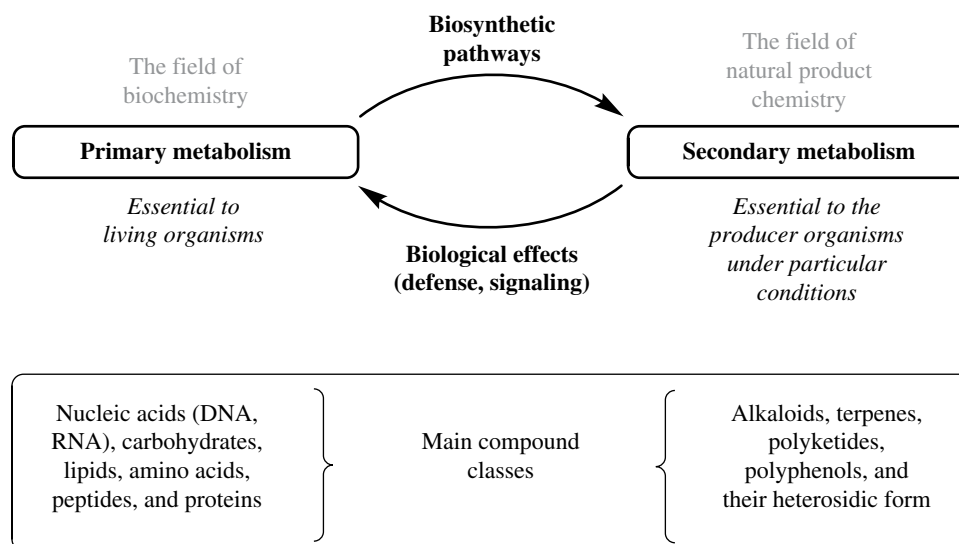 Biosynthetic
pathways
The field of
biochemistry
The field of
natural product
chemistry
Primary metabolism
Secondary metabolism
Essential to
living organisms
Biological effects
(defense, signaling)
Essential to the
producer organisms
under particular
conditions
Nucleic acids (DNA,
RNA), carbohydrates,
lipids, amino acids,
peptides, and proteins
Main compound
classes
Alkaloids, terpenes,
polyketides,
polyphenols, and
their heterosidic form